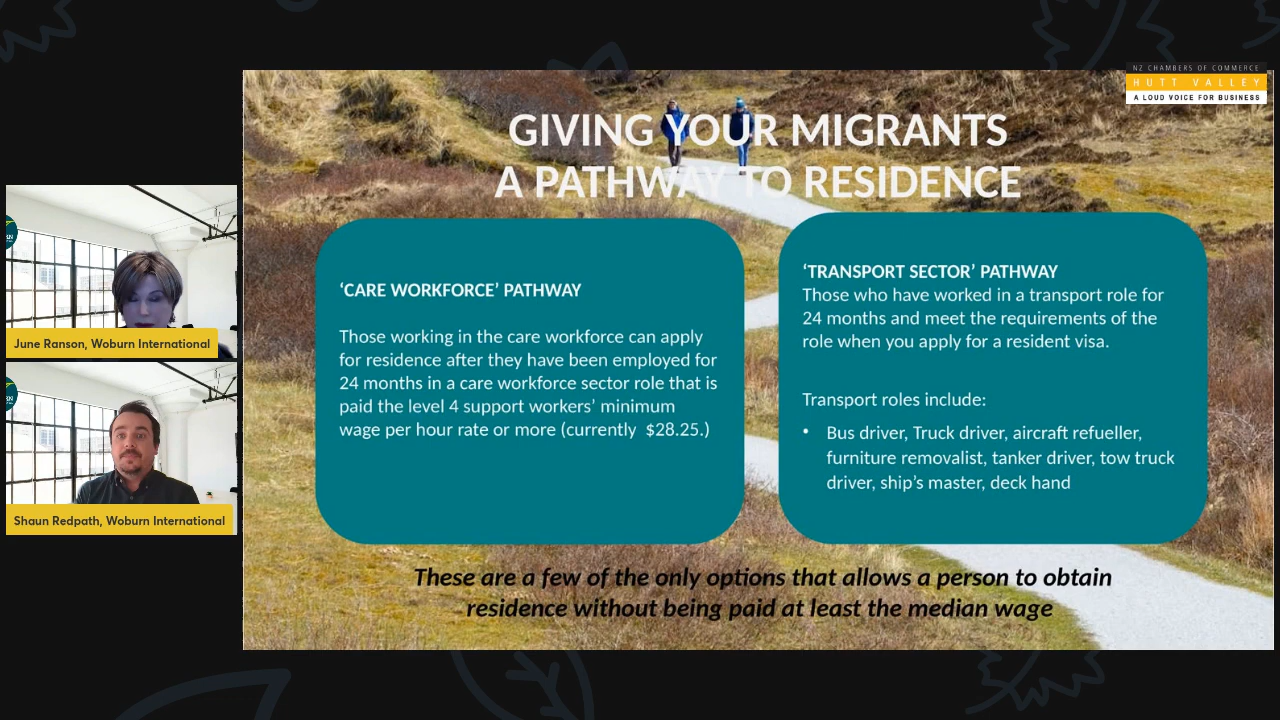 NZ CHAMBERS OF COMMERCE
HUTT VALLEY
A LOUD VOICE FOR BUSINESS
GIVING YOUR MIGRANTS
A PATHWAY TO RESIDENCE
‘CARE WORKFORCE’ PATHWAY
Those working in the care workforce can apply
for residence after they have been employed for
24 months in a care workforce sector role that is
paid the level 4 support workers’ minimum
wage per hour rate or more (currently $28.25.)
‘TRANSPORT SECTOR’ PATHWAY
Those who have worked in a transport role for
24 months and meet the requirements of the
role when you apply for a resident visa.
Transport roles include:
• Bus driver, Truck driver, aircraft refueller,
furniture removalist, tanker driver, tow truck
driver, ship’s master, deck hand
These are a few of the only options that allows a person to obtain
residence without being paid at least the median wage
June Ranson, Woburn International
Shaun Redpath, Woburn International